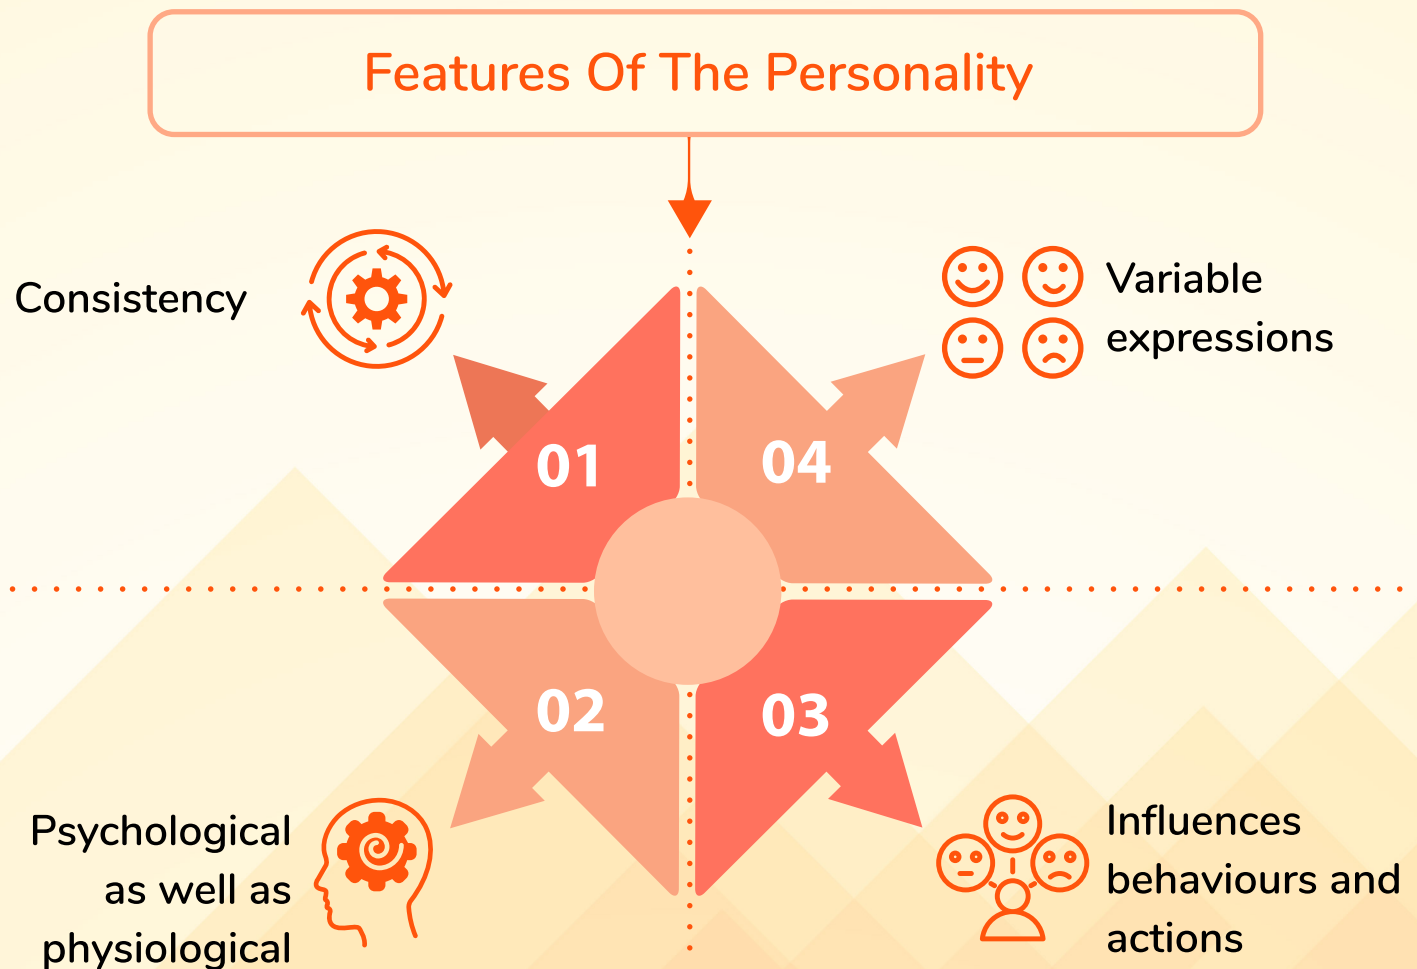 Features Of The Personality
Consistency
01
Psychological
as well as
physiological
02
03
Influences
behaviours and
actions
04
Variable
expressions